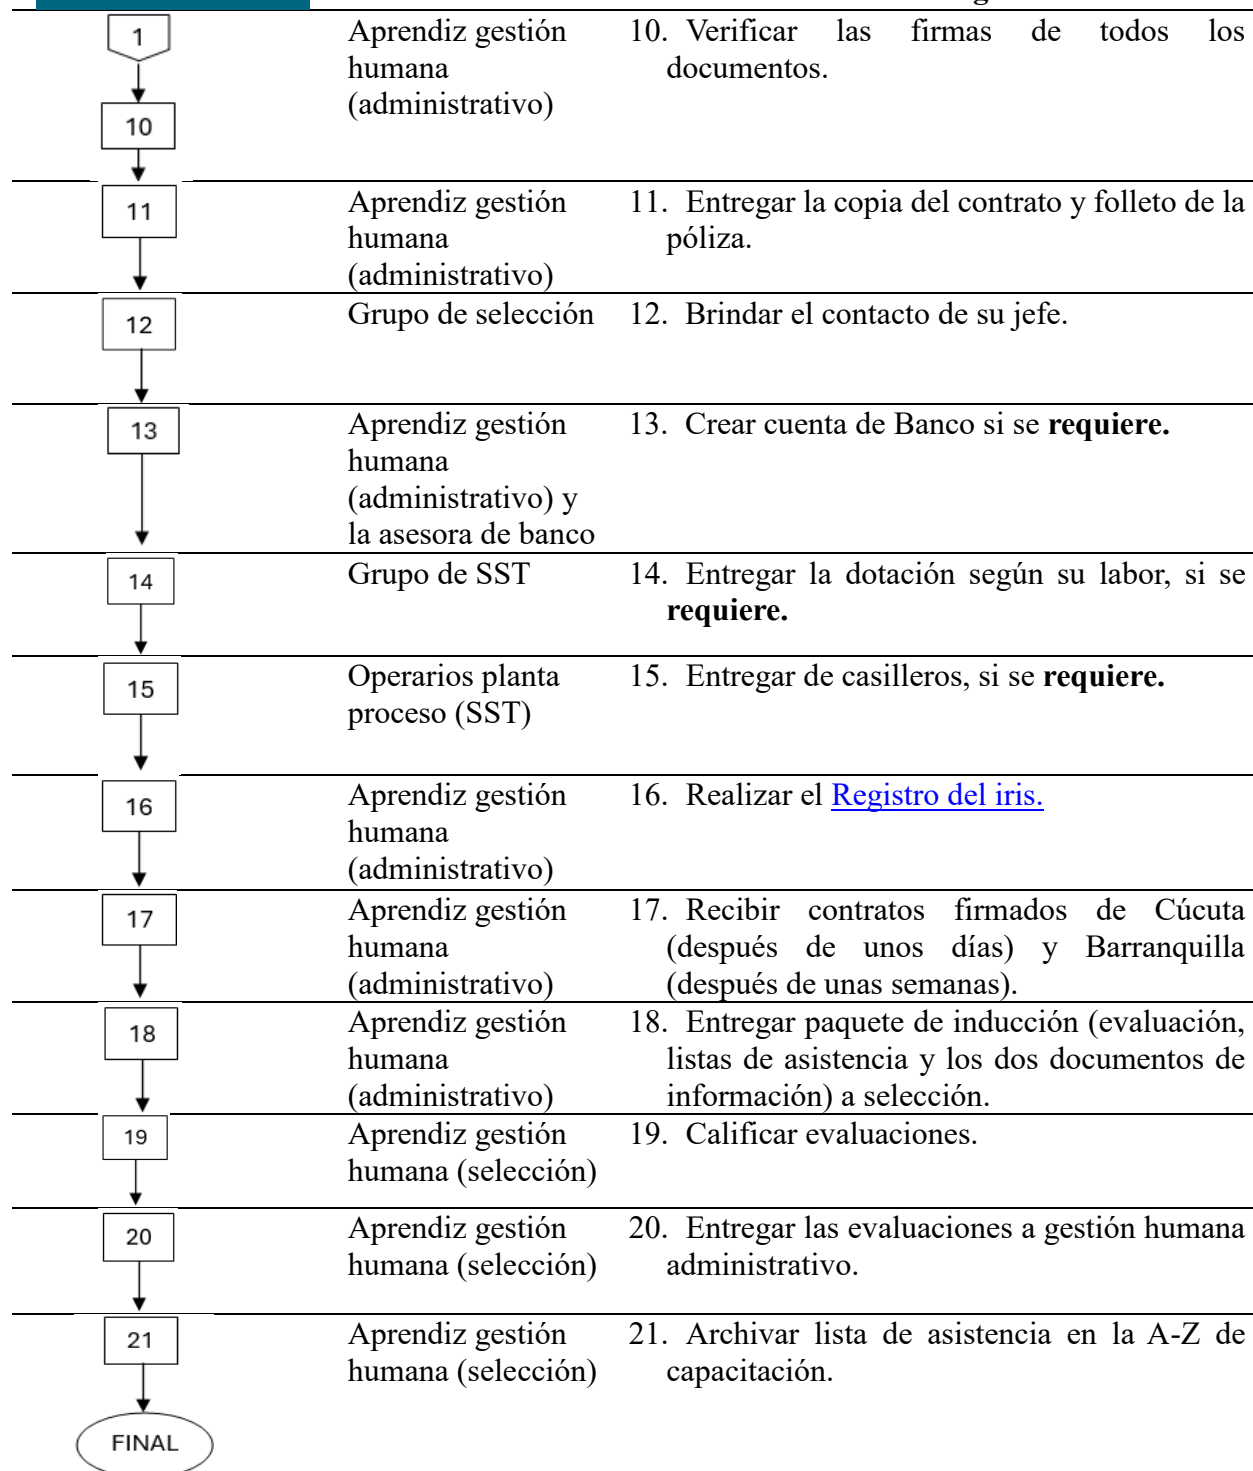 1
Aprendiz gestión
humana
(administrativo)
10. Verificar las firmas de todos los
documentos.
10
11
Aprendiz gestión
humana
(administrativo)
11. Entregar la copia del contrato y folleto de la
póliza.
12
Grupo de selección
12. Brindar el contacto de su jefe.
13
Aprendiz gestión
humana
(administrativo) y
la asesora de banco
13. Crear cuenta de Banco si se requiere.
14
Grupo de SST
14. Entregar la dotación según su labor, si se
requiere.
15
Operarios planta
proceso (SST)
15. Entregar de casilleros, si se requiere.
16
Aprendiz gestión
humana
(administrativo)
16. Realizar el Registro del iris.
17
Aprendiz gestión
humana
(administrativo)
17. Recibir contratos firmados de Cúcuta
(después de unos días) y Barranquilla
(después de unas semanas).
18
Aprendiz gestión
humana
(administrativo)
18. Entregar paquete de inducción (evaluación,
listas de asistencia y los dos documentos de
información) a selección.
19
Aprendiz gestión
humana (selección)
19. Calificar evaluaciones.
20
Aprendiz gestión
humana (selección)
20. Entregar las evaluaciones a gestión humana
administrativo.
21
Aprendiz gestión
humana (selección)
21. Archivar lista de asistencia en la A-Z de
capacitación.
FINAL